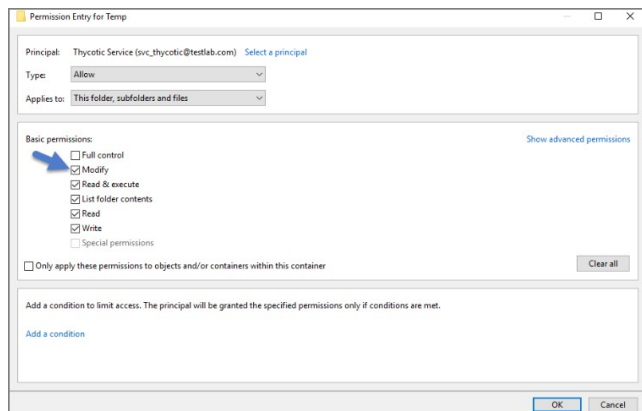 Permission Entry for Temp
Principal: Thycotic Service (svc_thycotic@testlab.com) Select a principal
Type: Allow
Applies to: This folder, subfolders and files
Basic permissions: Show advanced permissions
Full control
Modify
Read & execute
List folder contents
Read
Write
Special permissions
Only apply these permissions to objects and/or containers within this container Clear all
Add a condition to limit access. The principal will be granted the specified permissions only if conditions are met.
Add a condition
OK Cancel